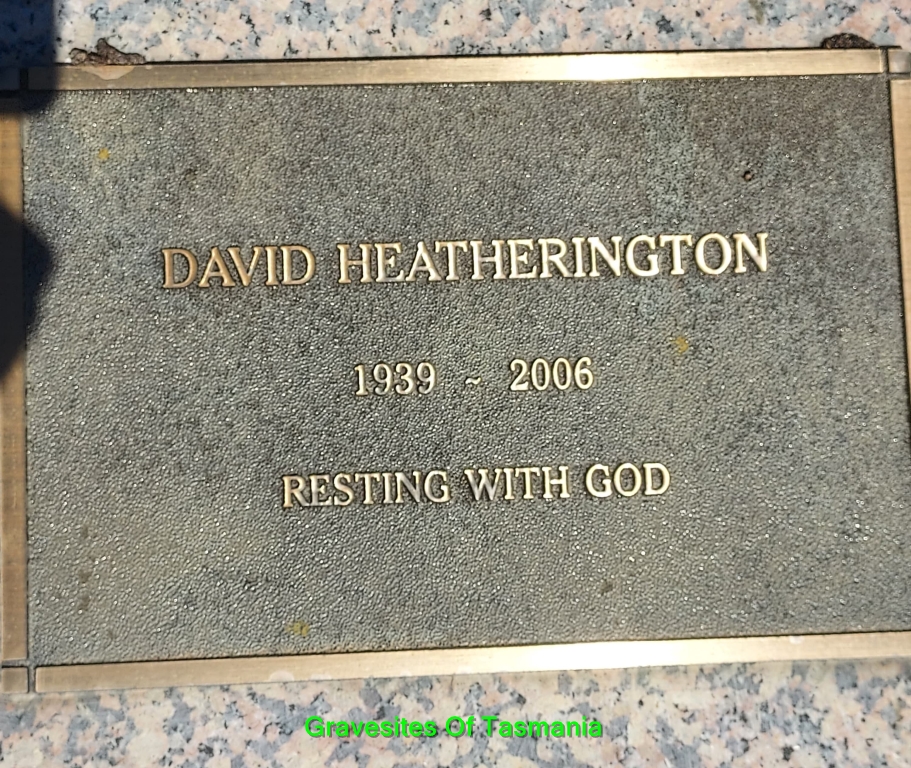 DAVID HEATHERINGTON
1939 ~ 2006
RESTING WITH GOD
Gravesites Of Tasmania